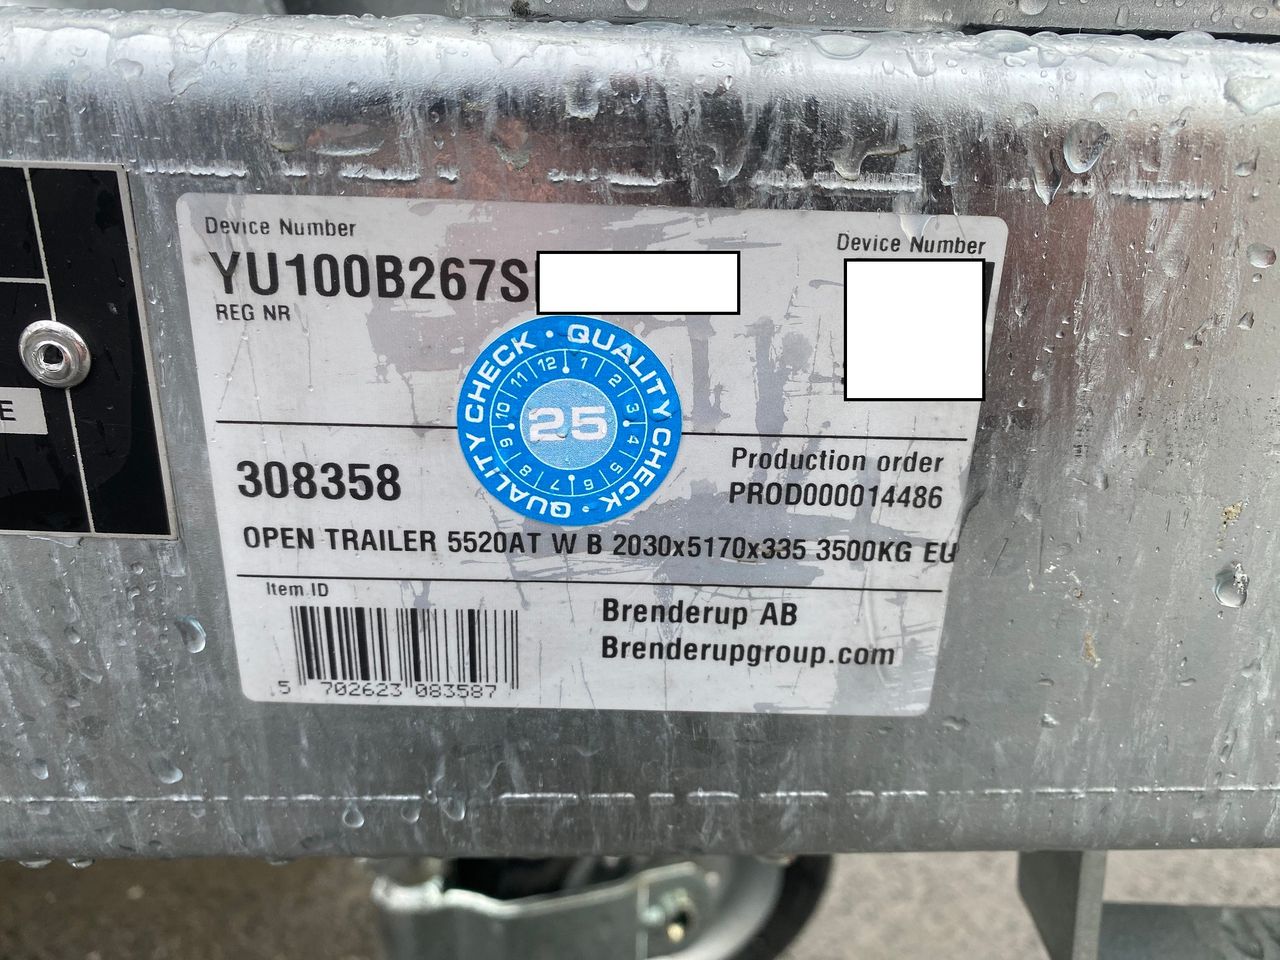 Device Number
YU100B267S
REG NR
Device Number
QUALITY CHECK · QUALITY CHECK ·
12 1 2 3 4 5 6 7 8 9 10 11
25
308358
Production order
PROD000014486
OPEN TRAILER 5520AT W B 2030x5170x335 3500KG EU
Item ID
5 702623 083587
Brenderup AB
Brenderupgroup.com
E